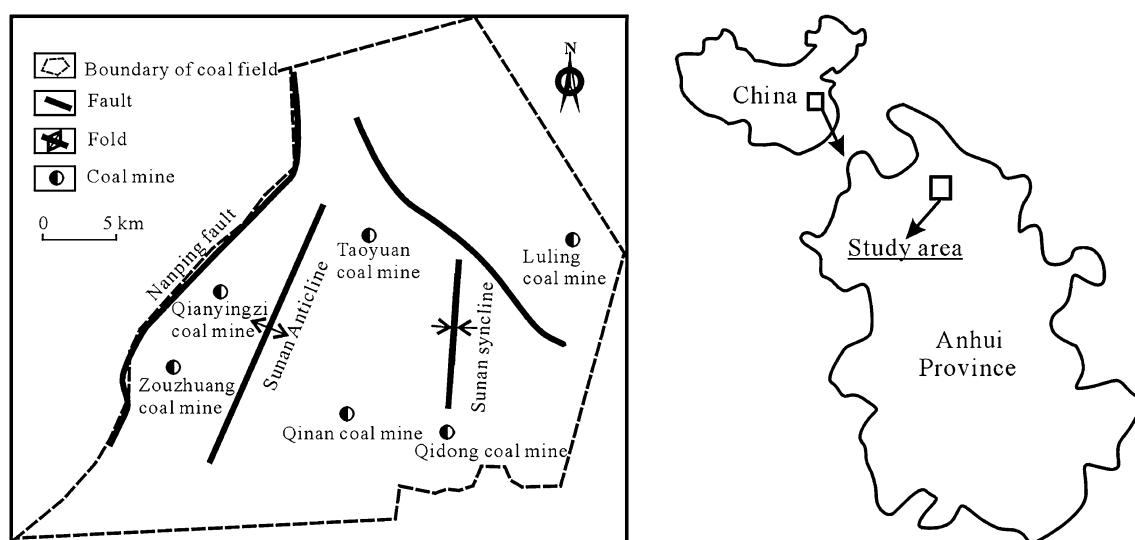 N
Boundary of coal field
Fault
Fold
Coal mine
0 5 km
Nanping fault
Taoyuan
coal mine
Luling
coal mine
Qianyingzi
coal mine
Sunan Anticline
Sunan syncline
Zouzhuang
coal mine
Qinan coal mine
Qidong coal mine
China
Study area
Anhui
Province